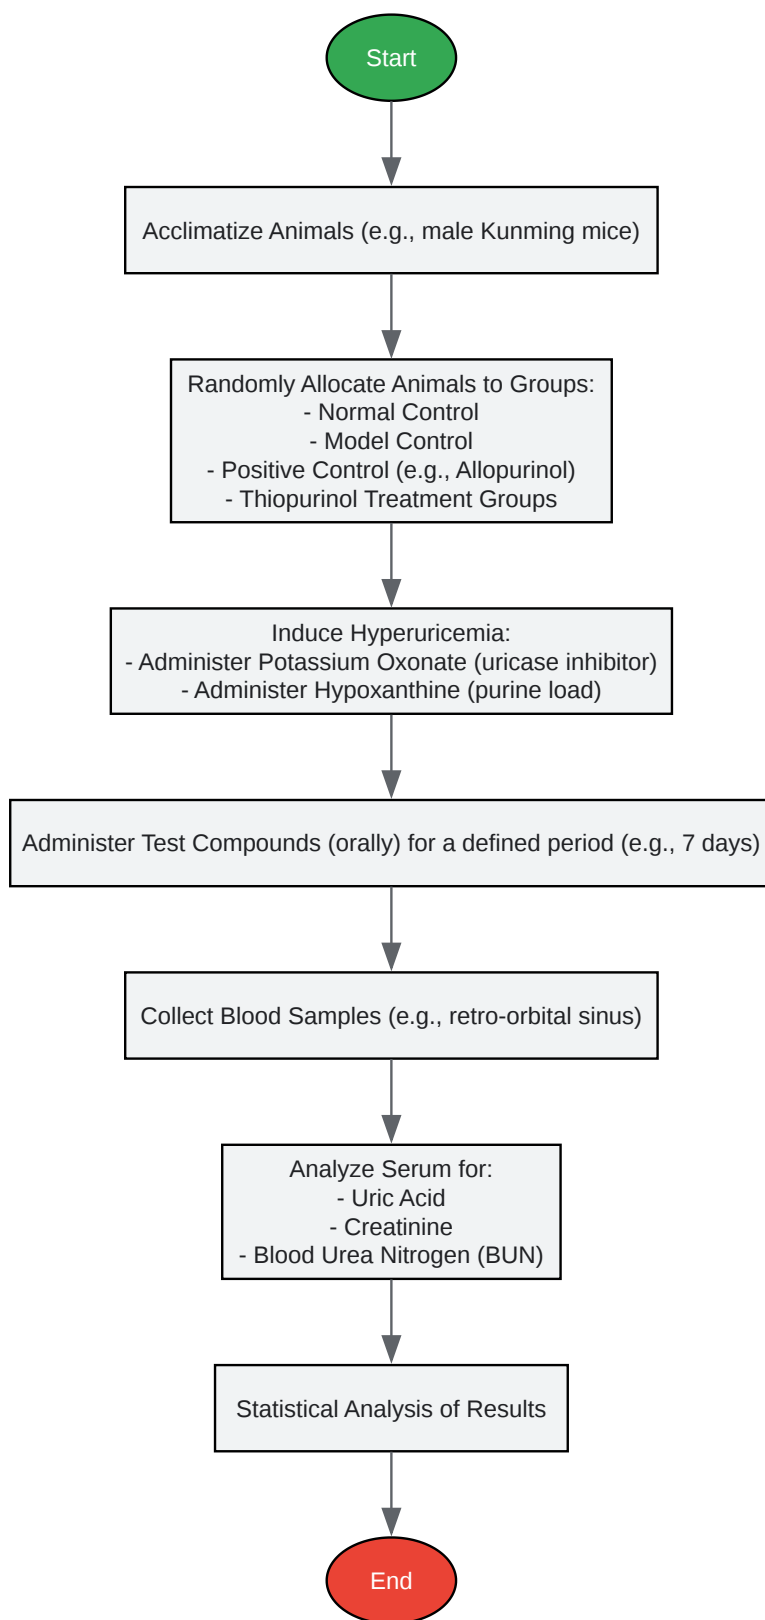 Start
Acclimatize Animals (e.g., male Kunming mice)
Randomly Allocate Animals to Groups:
- Normal Control
- Model Control
- Positive Control (e.g., Allopurinol)
- Thiopurinol Treatment Groups
Induce Hyperuricemia:
- Administer Potassium Oxonate (uricase inhibitor)
- Administer Hypoxanthine (purine load)
Administer Test Compounds (orally) for a defined period (e.g., 7 days)
Collect Blood Samples (e.g., retro-orbital sinus)
Analyze Serum for:
- Uric Acid
- Creatinine
- Blood Urea Nitrogen (BUN)
Statistical Analysis of Results
End